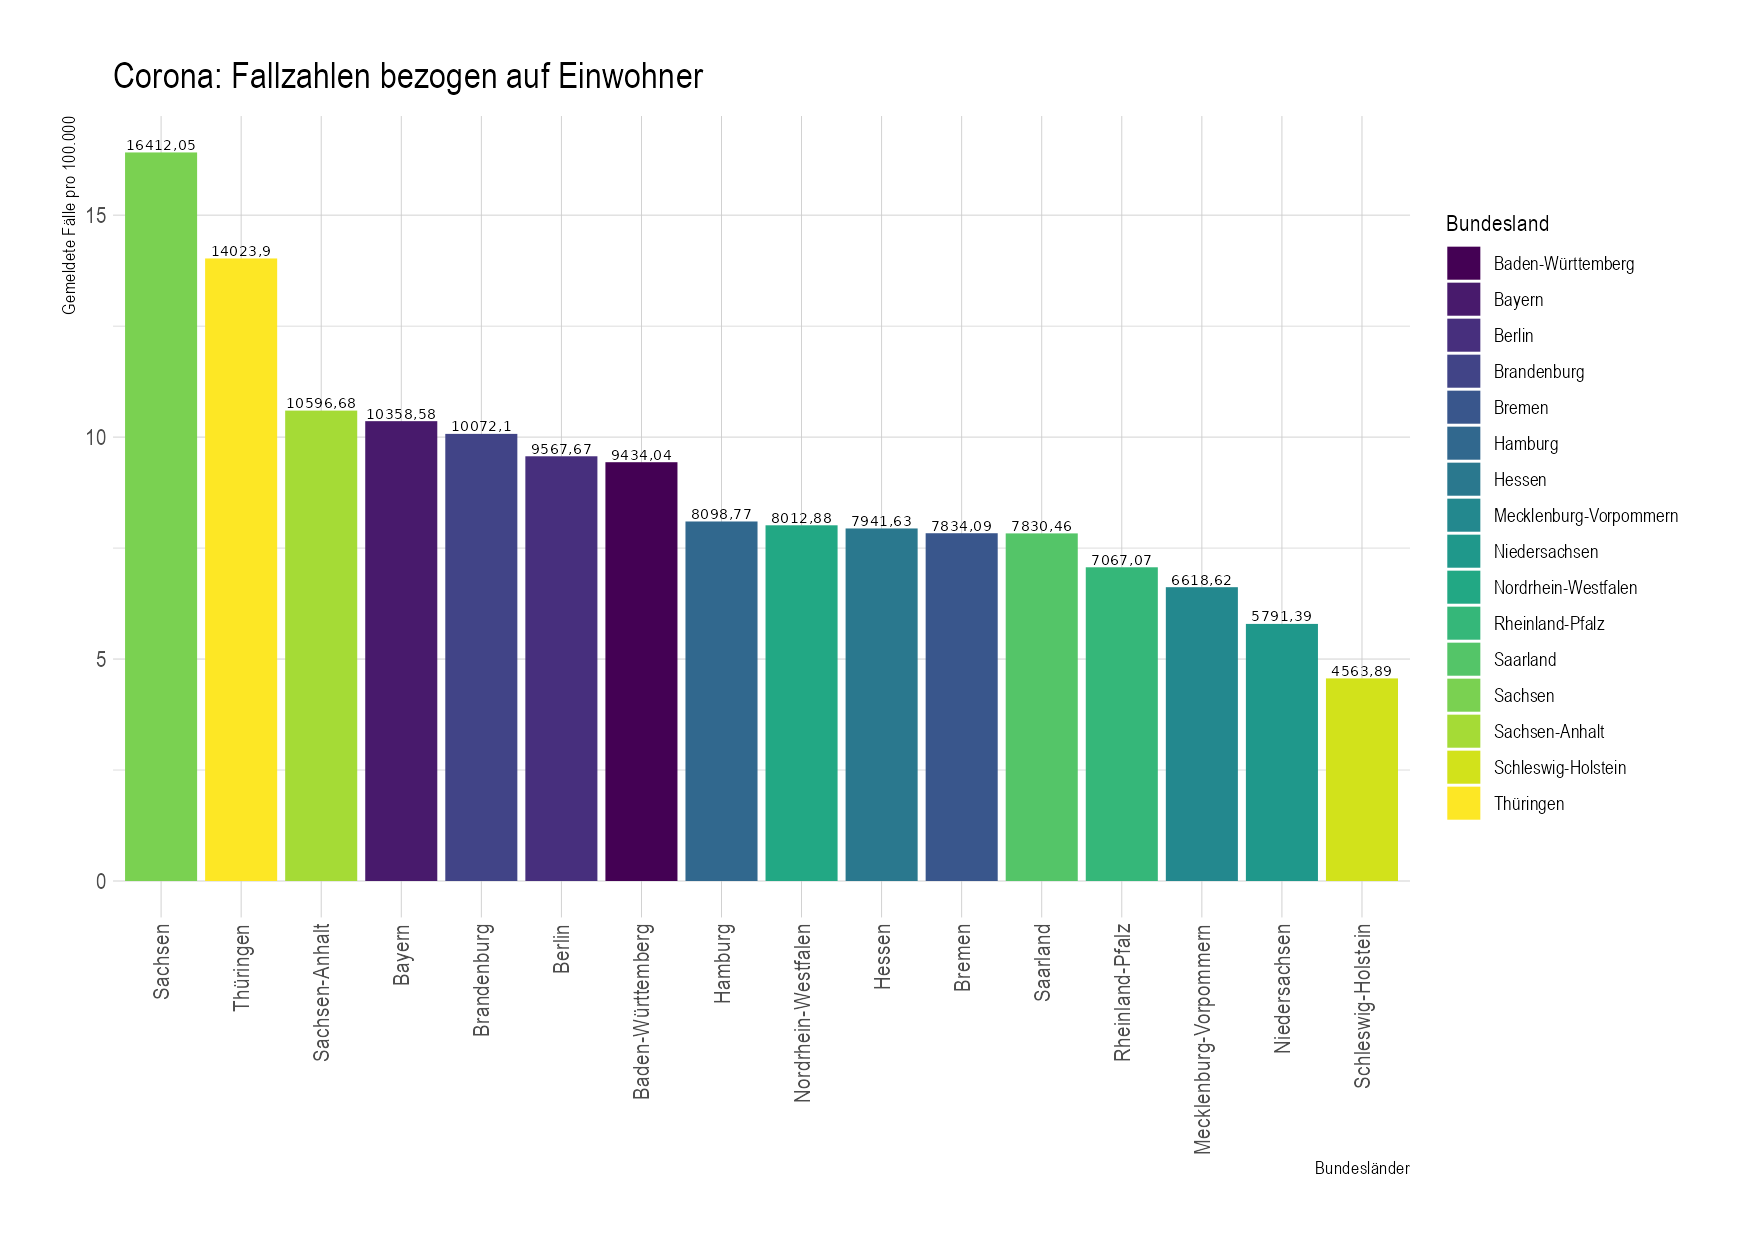 Corona: Fallzahlen bezogen auf Einwohner
Gemeldete Fälle pro 100.000
15
10
5
0
16412,05
14023,9
10596,68
10358,58
10072,1
9567,67
9434,04
8098,77
8012,88
7941,63
7834,09
7830,46
7067,07
6618,62
5791,39
4563,89
Sachsen
Thüringen
Sachsen-Anhalt
Bayern
Brandenburg
Berlin
Baden-Württemberg
Hamburg
Nordrhein-Westfalen
Hessen
Bremen
Saarland
Rheinland-Pfalz
Mecklenburg-Vorpommern
Niedersachsen
Schleswig-Holstein
Bundesländer
Bundesland
Baden-Württemberg
Bayern
Berlin
Brandenburg
Bremen
Hamburg
Hessen
Mecklenburg-Vorpommern
Niedersachsen
Nordrhein-Westfalen
Rheinland-Pfalz
Saarland
Sachsen
Sachsen-Anhalt
Schleswig-Holstein
Thüringen